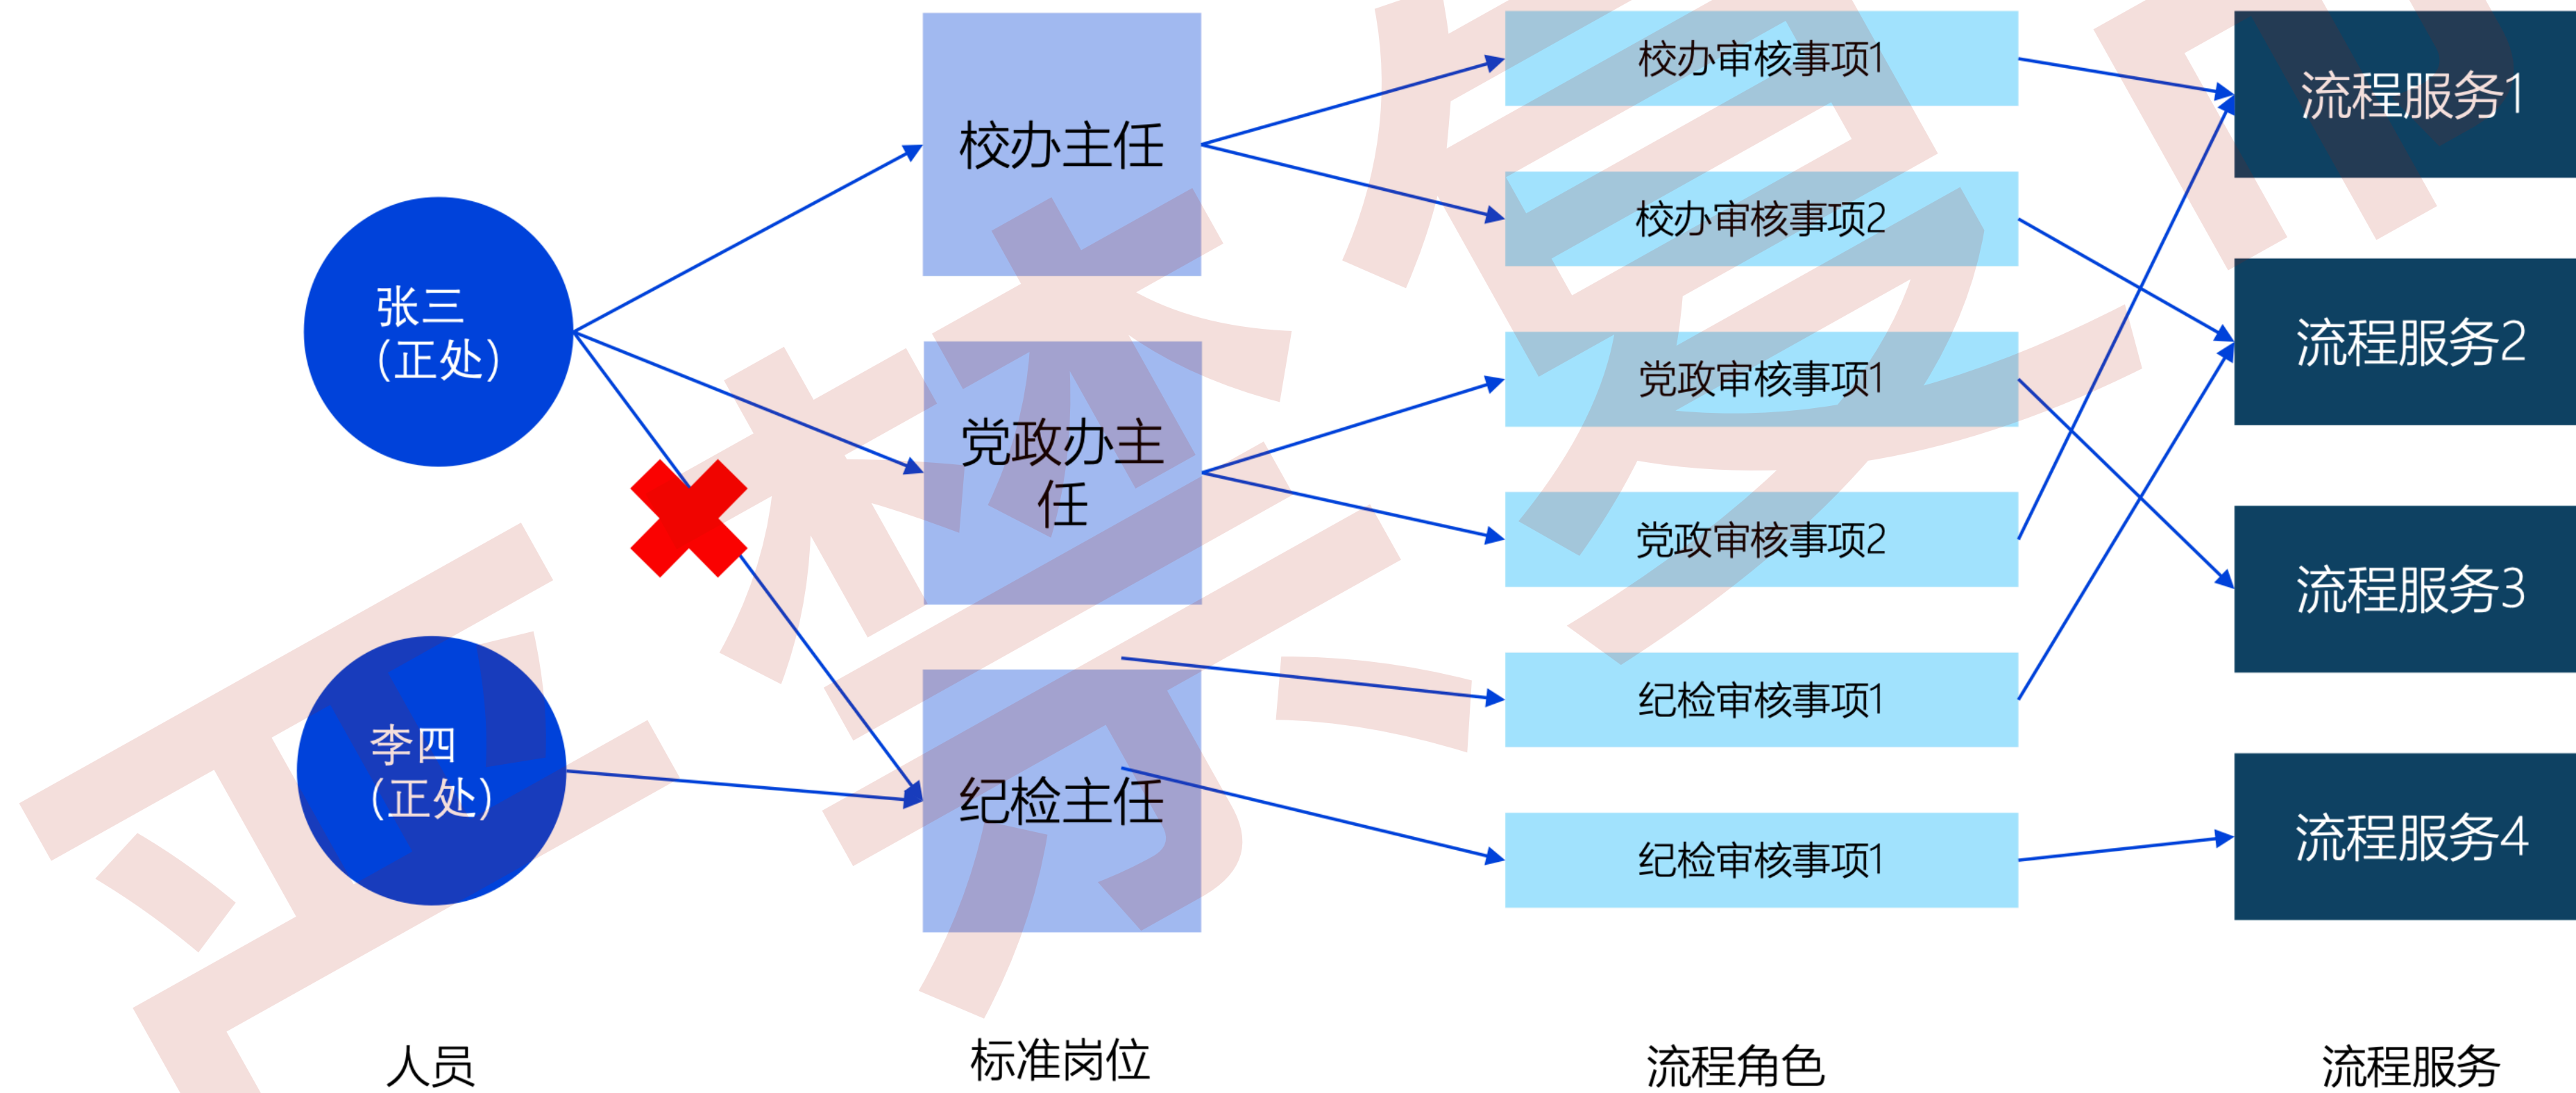 张三
(正处)
李四
(正处)
人员
校办主任
党政办主
任
纪检主任
标准岗位
校办审核事项1
校办审核事项2
党政审核事项1
党政审核事项2
纪检审核事项1
纪检审核事项1
流程角色
流程服务1
流程服务2
流程服务3
流程服务4
流程服务